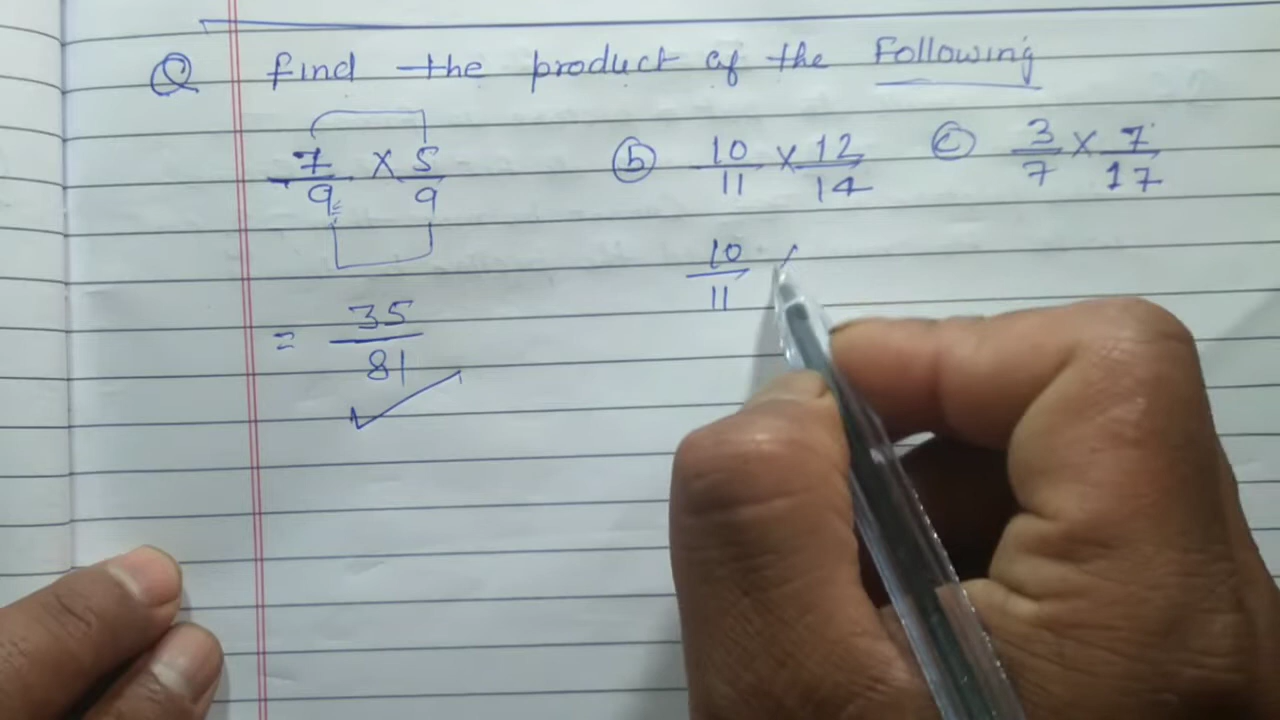 Q Find the product of the Following
7/9 × 5/9
b 10/11 × 12/14
c 3/7 × 7/17
10/11
= 35/81